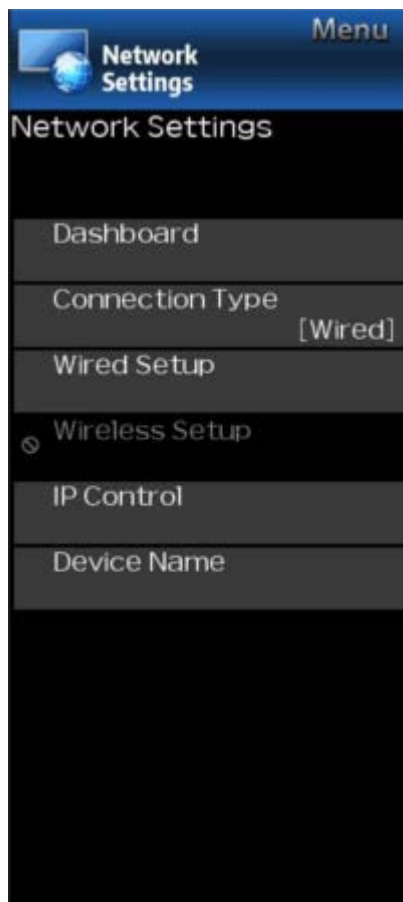 Menu
Network
Settings
Network Settings
Dashboard
Connection Type
[Wired]
Wired Setup
Wireless Setup
IP Control
Device Name